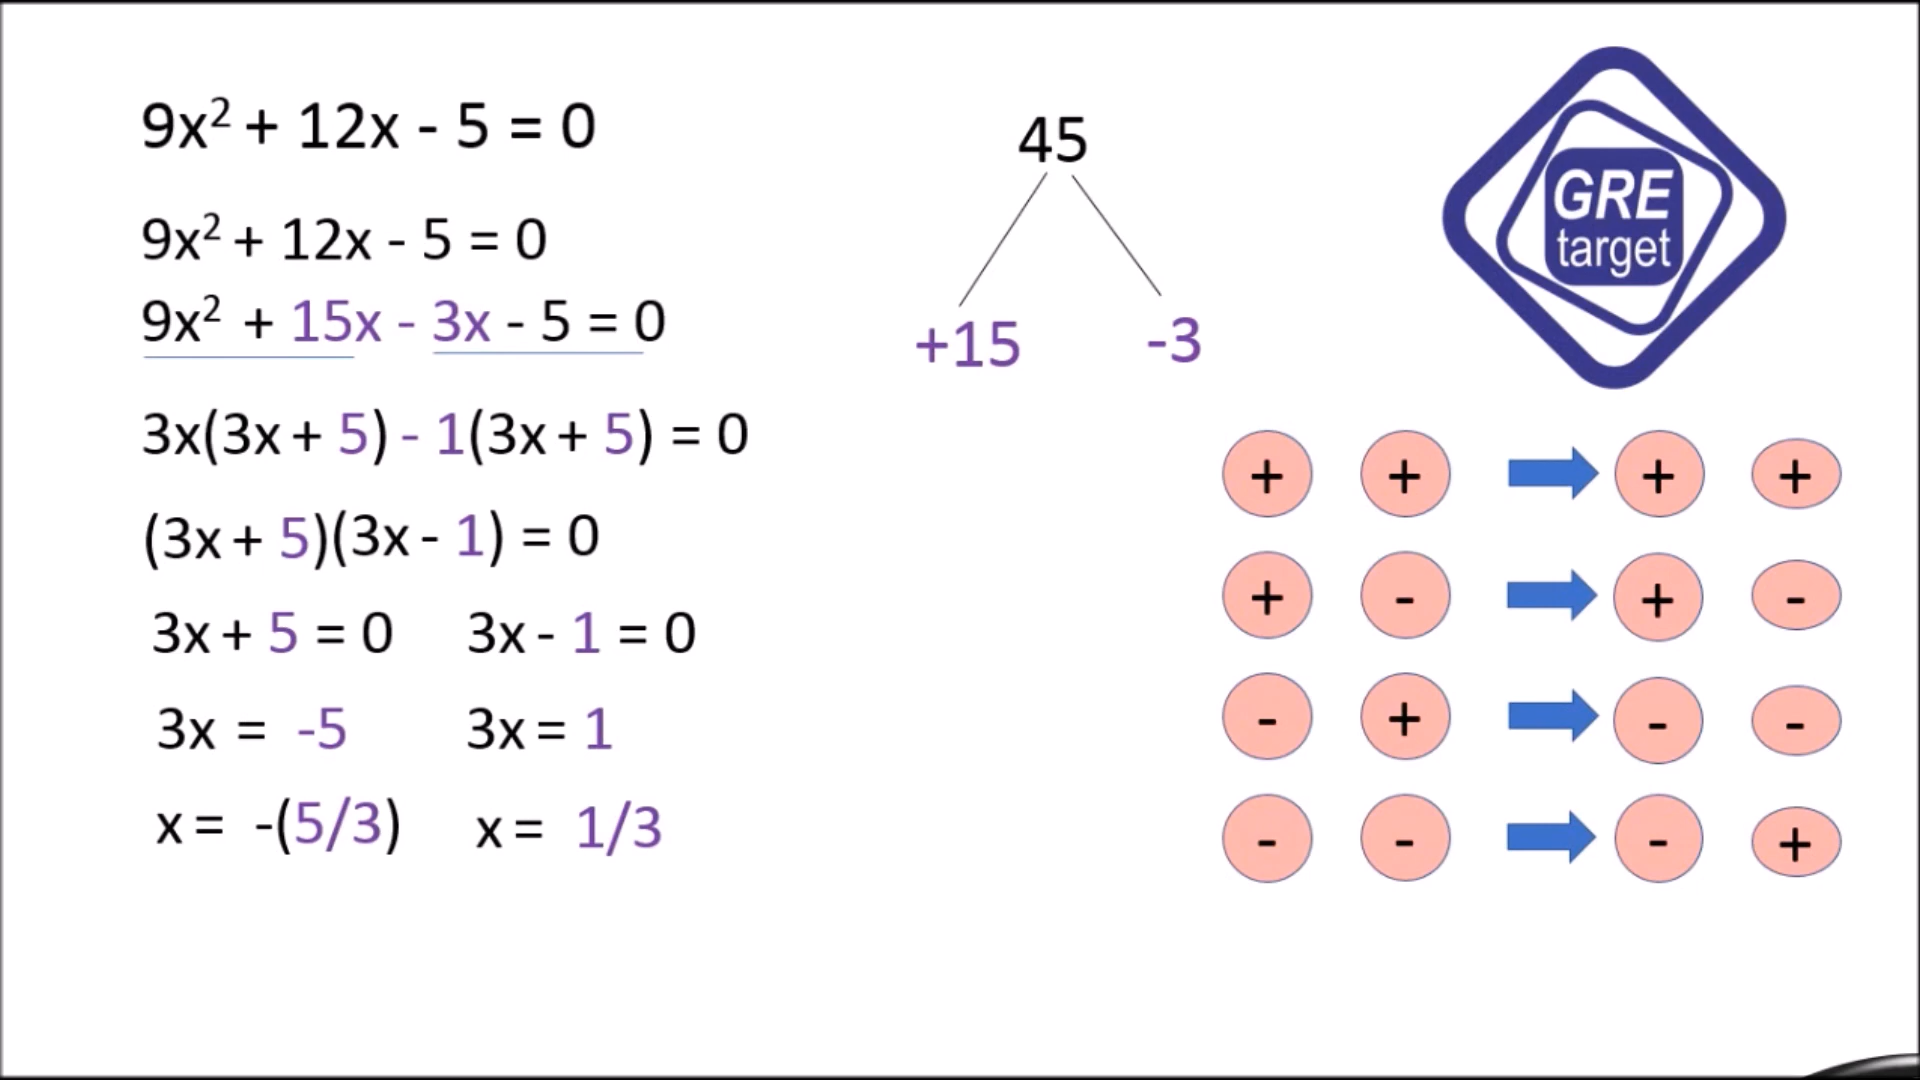 9x² + 12x - 5 = 0
9x² + 12x - 5 = 0
9x² + 15x - 3x - 5 = 0
3x(3x + 5) - 1(3x + 5) = 0
(3x + 5)(3x - 1) = 0
3x + 5 = 0 3x - 1 = 0
3x = -5 3x = 1
x = -(5/3) x = 1/3
45
+15 -3
GRE
target
+ + + +
+ - + -
- + - -
- - - +